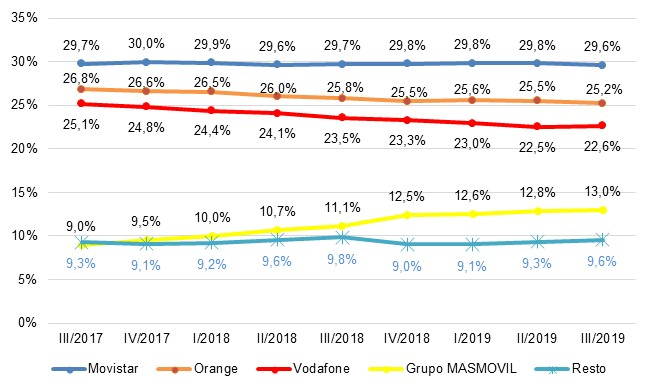 35%
29,7% 30,0% 29,9% 29,6% 29,7% 29,8% 29,8% 29,8% 29,6%
30%
26,8% 26,6% 26,5% 26,0% 25,8% 25,5% 25,6% 25,5% 25,2%
25%
25,1% 24,8% 24,4% 24,1% 23,5% 23,3% 23,0% 22,5% 22,6%
20%
15%
9,0% 9,5% 10,0% 10,7% 11,1% 12,5% 12,6% 12,8% 13,0%
10%
9,3% 9,1% 9,2% 9,6% 9,8% 9,0% 9,1% 9,3% 9,6%
5%
0%
III/2017 IV/2017 I/2018 II/2018 III/2018 IV/2018 I/2019 II/2019 III/2019
Movistar Orange Vodafone Grupo MASMOVIL Resto